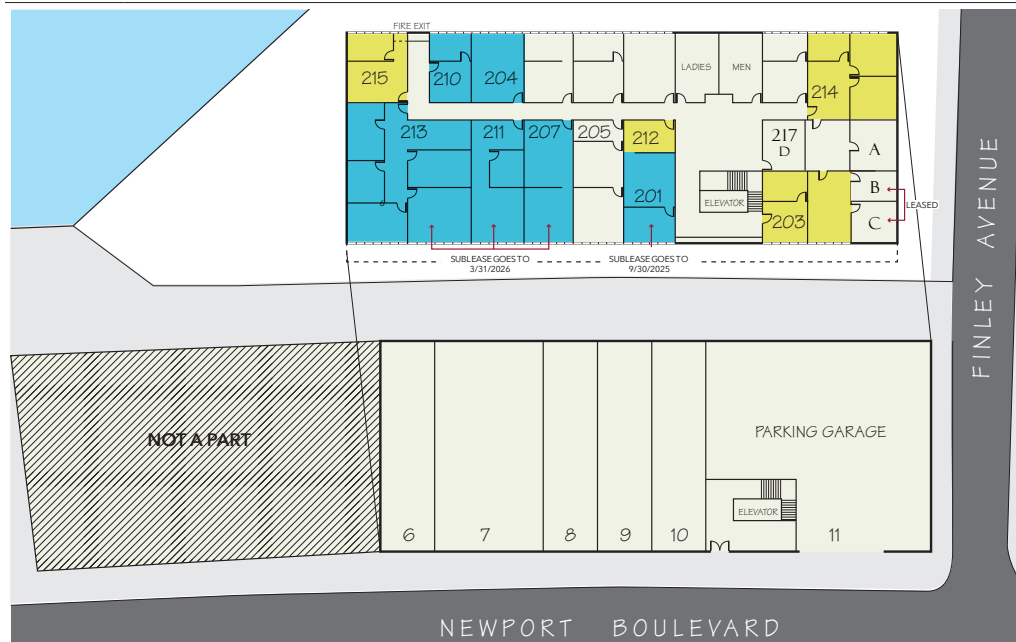 FIRE EXIT
215
210
204
LADIES
MEN
214
213
211
207
205
212
217
D
A
201
ELEVATOR
203
B
C
LEASED
SUBLEASE GOES TO
3/31/2026
SUBLEASE GOES TO
9/30/2025
FINLEY AVENUE
NOT A PART
PARKING GARAGE
ELEVATOR
6
7
8
9
10
11
NEWPORT BOULEVARD